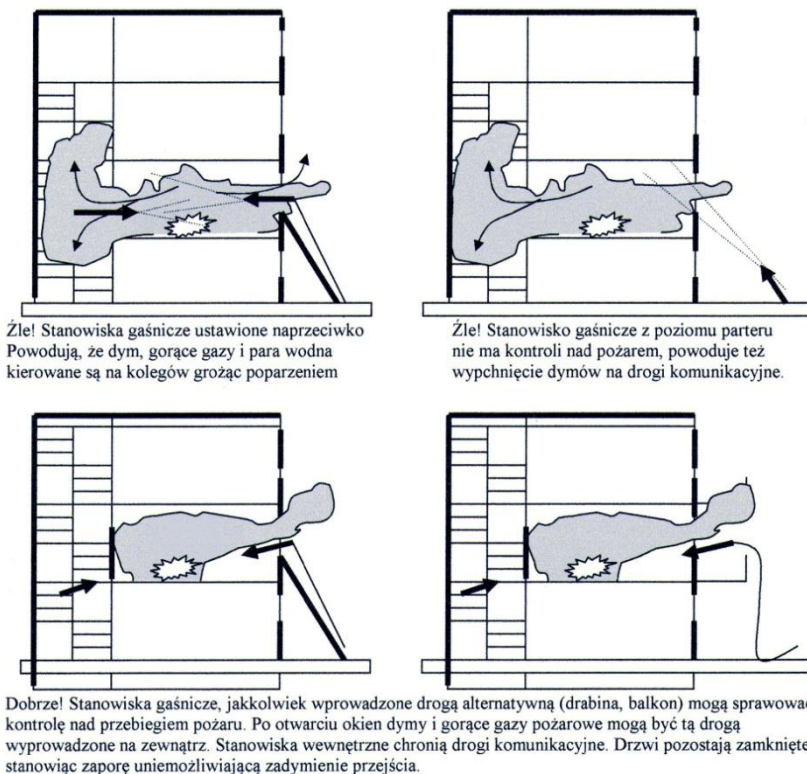 Źle! Stanowiska gaśnicze ustawione naprzeciwko
Powodują, że dym, gorące gazy i para wodna
kierowane są na kolegów grożąc poparzeniem
Źle! Stanowisko gaśnicze z poziomu parteru
nie ma kontroli nad pożarem, powoduje też
wypchnięcie dymów na drogi komunikacyjne.
Dobrze! Stanowiska gaśnicze, jakkolwiek wprowadzone drogą alternatywną (drabina, balkon) mogą sprawować
kontrolę nad przebiegiem pożaru. Po otwarciu okien dymy i gorące gazy pożarowe mogą być tą drogą
wyprowadzone na zewnątrz. Stanowiska wewnętrzne chronią drogi komunikacyjne. Drzwi pozostają zamknięte
stanowiąc zaporę uniemożliwiającą zadymienie przejścia.